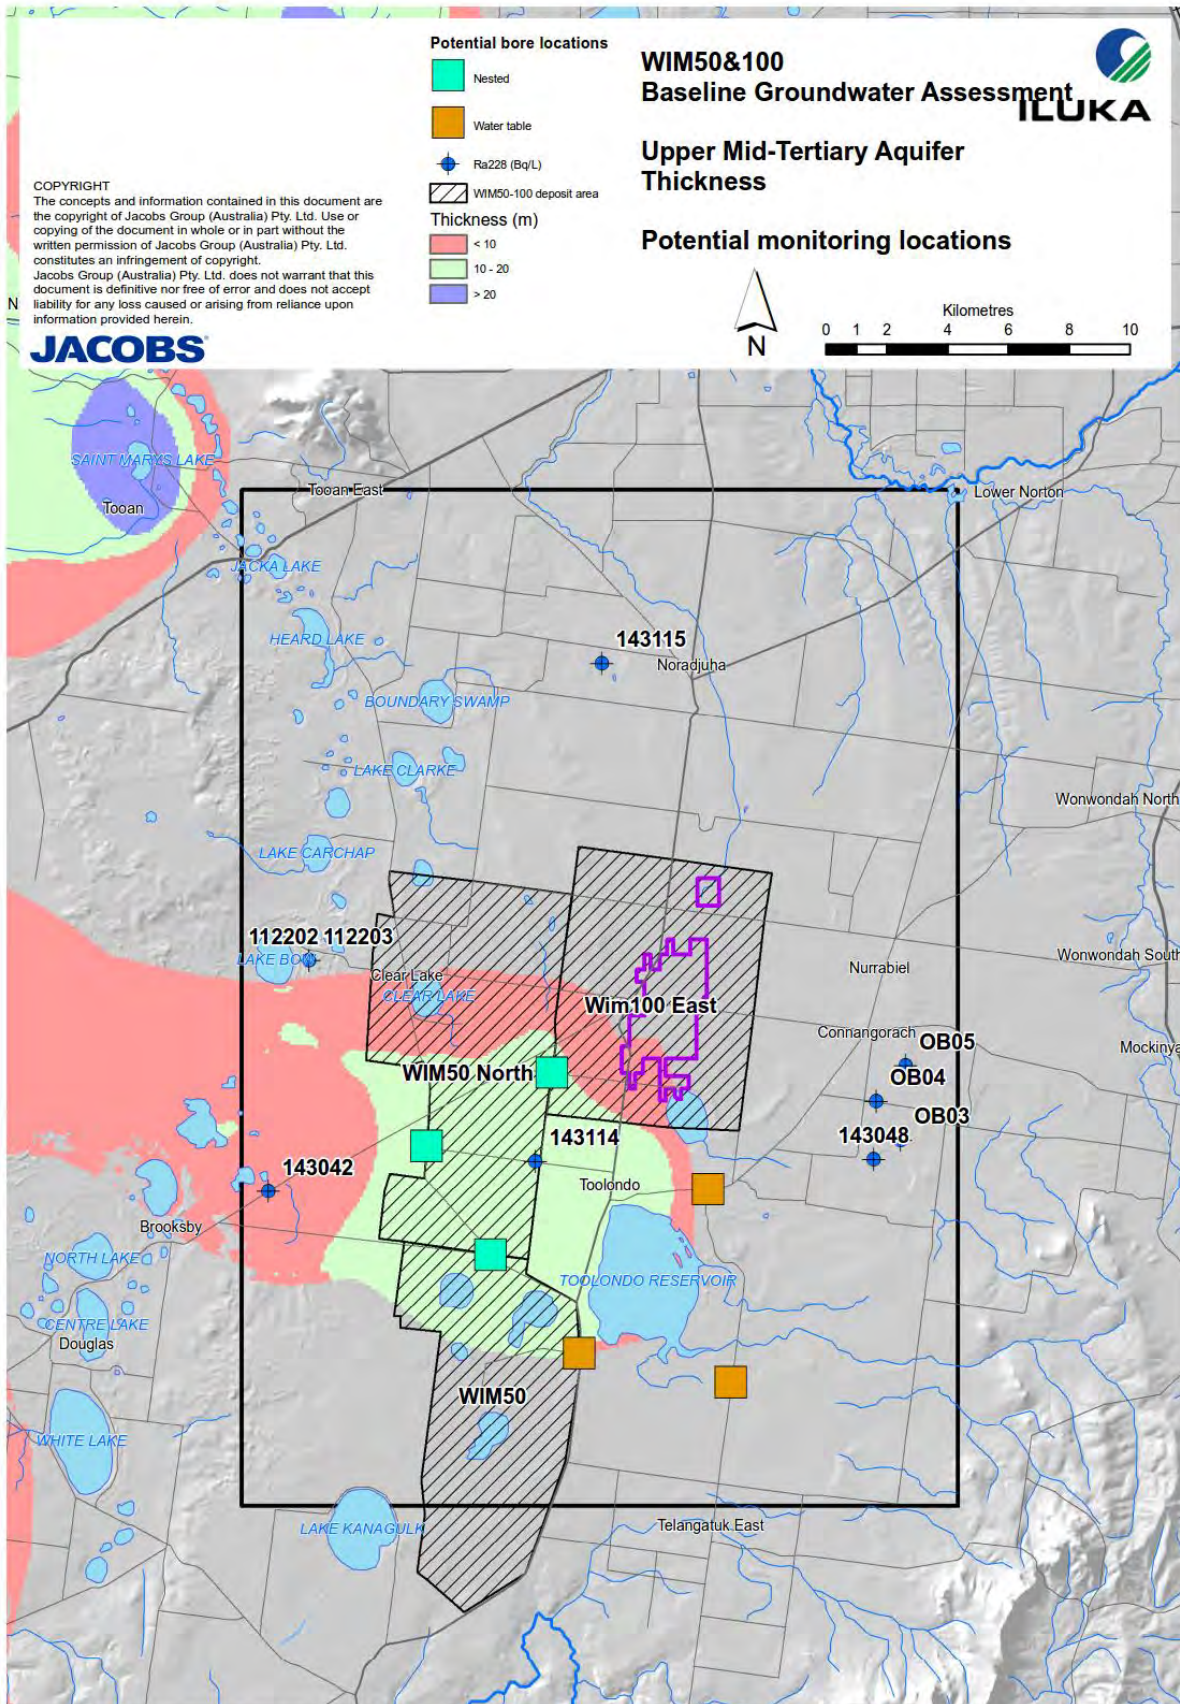 Potential bore locations
Nested
Water table
Ra228 (Bq/L)
WIM50-100 deposit area
Thickness (m)
< 10
10 - 20
> 20
WIM50&100
Baseline Groundwater Assessment
ILUKA
Upper Mid-Tertiary Aquifer
Thickness
Potential monitoring locations
COPYRIGHT
The concepts and information contained in this document are
the copyright of Jacobs Group (Australia) Pty. Ltd. Use or
copying of the document in whole or in part without the
written permission of Jacobs Group (Australia) Pty. Ltd.
constitutes an infringement of copyright.
Jacobs Group (Australia) Pty. Ltd. does not warrant that this
document is definitive nor free of error and does not accept
liability for any loss caused or arising from reliance upon
information provided herein.
JACOBS
N
N
Kilometres
0 1 2 4 6 8 10
SAINT MARYS LAKE
Tooan
Tooan East
Lower Norton
JACKA LAKE
HEARD LAKE
143115
Noradjuha
BOUNDARY SWAMP
LAKE CLARKE
Wonwondah North
LAKE CARCHAP
112202 112203
LAKE BOW
Clear Lake
CLEAR LAKE
Wim100 East
Nurrabiel
Wonwondah South
Connangorach
OB05
Mockinya
WIM50 North
OB04
OB03
143048
143114
143042
Toolondo
Brooksby
NORTH LAKE
TOOLONDO RESERVOIR
CENTRE LAKE
Douglas
WIM50
WHITE LAKE
LAKE KANAGULK
Telangatuk East